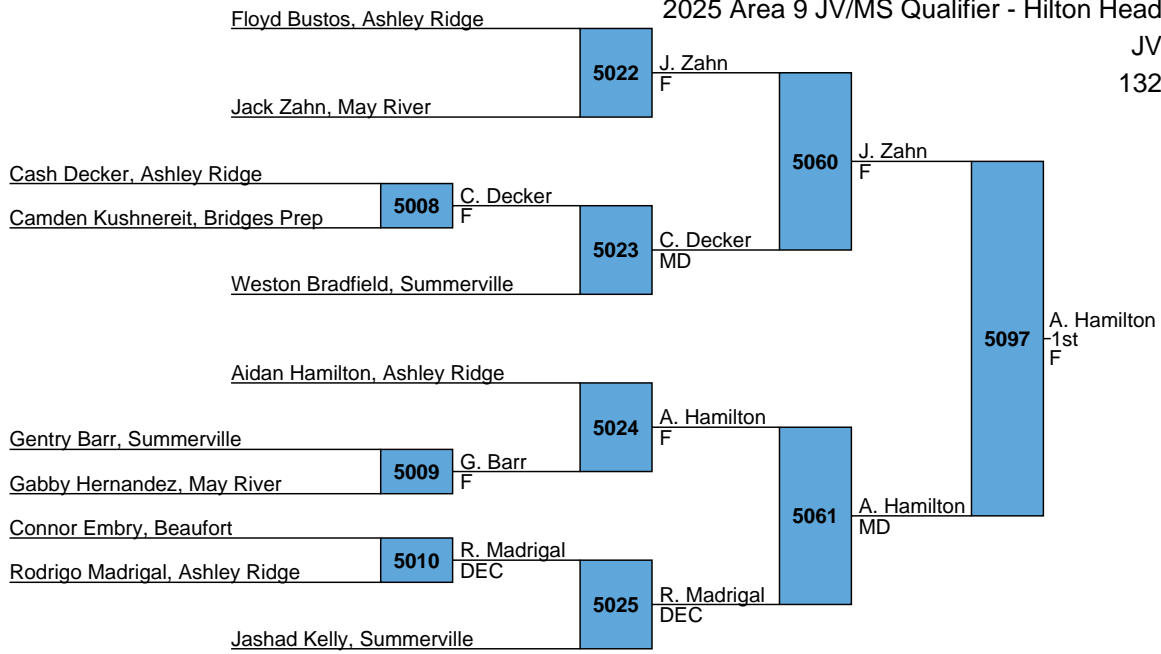 2025 Area 9 JV/MS Qualifier - Hilton Head
JV
132
Floyd Bustos, Ashley Ridge
5022
J. Zahn
F
Jack Zahn, May River
5060
J. Zahn
F
Cash Decker, Ashley Ridge
5008
C. Decker
F
Camden Kushnereit, Bridges Prep
5023
C. Decker
MD
Weston Bradfield, Summerville
5097
A. Hamilton
1st
F
Aidan Hamilton, Ashley Ridge
5024
A. Hamilton
F
Gentry Barr, Summerville
5009
G. Barr
F
Gabby Hernandez, May River
5061
A. Hamilton
MD
Connor Embry, Beaufort
5010
R. Madrigal
DEC
Rodrigo Madrigal, Ashley Ridge
5025
R. Madrigal
DEC
Jashad Kelly, Summerville